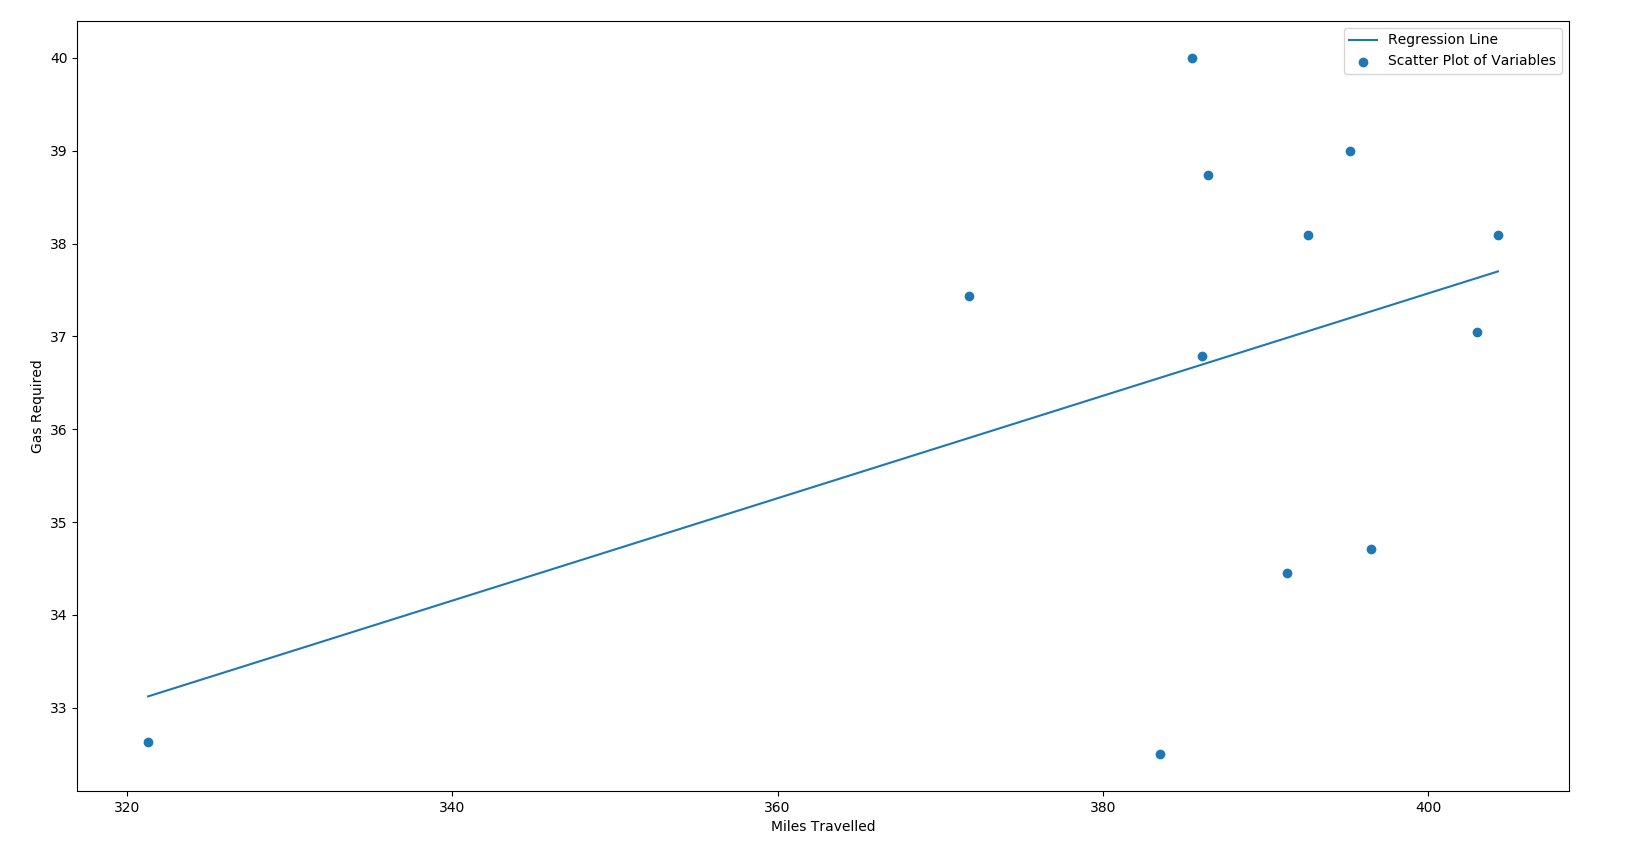 Regression Line
Scatter Plot of Variables
40
39
38
37
36
35
34
33
Gas Required
320 340 360 380 400
Miles Travelled